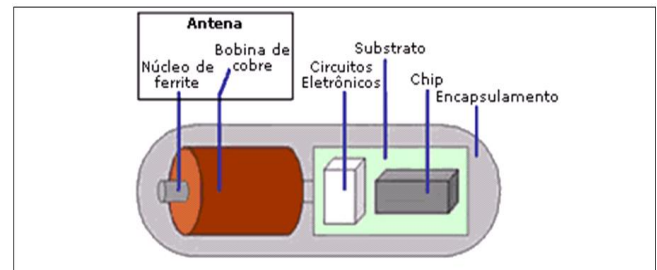 Antena
Núcleo de
ferrite
Bobina de
cobre
Circuitos
Eletrônicos
Substrato
Chip
Encapsulamento